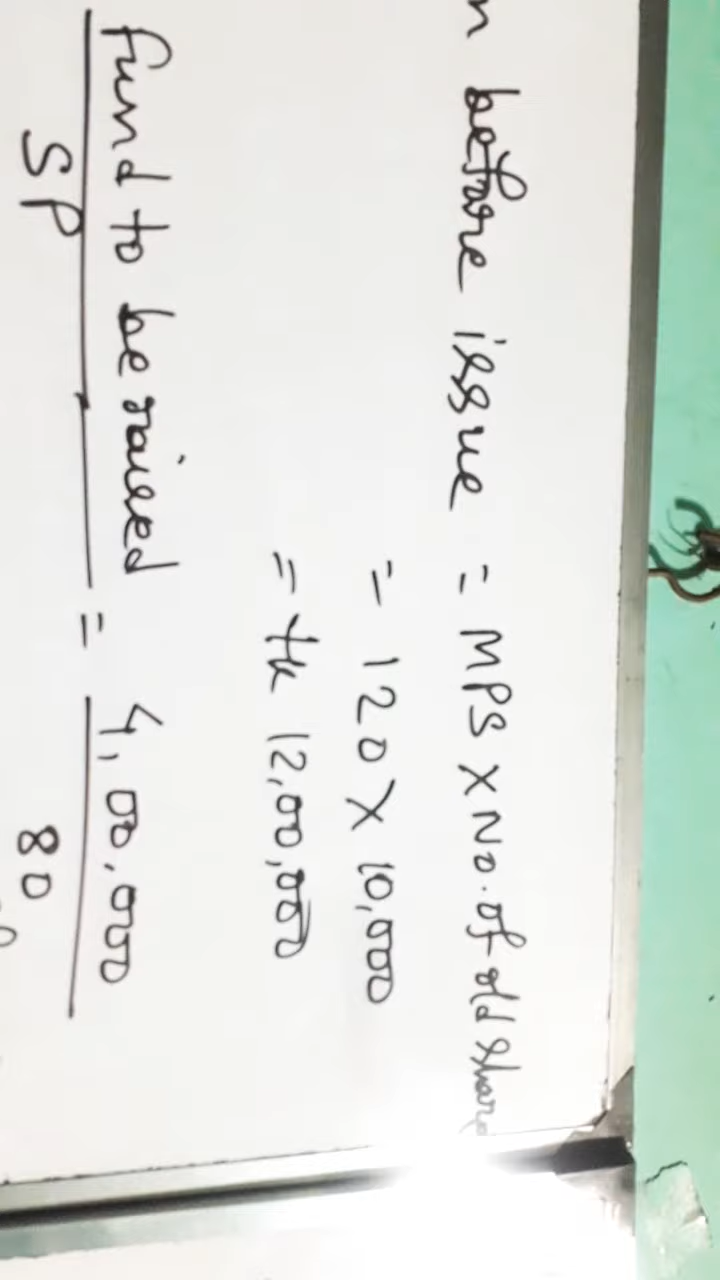 n before issue = MPS X No. of old share
= 120 X 10,000
= tk 12,00,000
fund to be raised = 4,00,000
SP 80